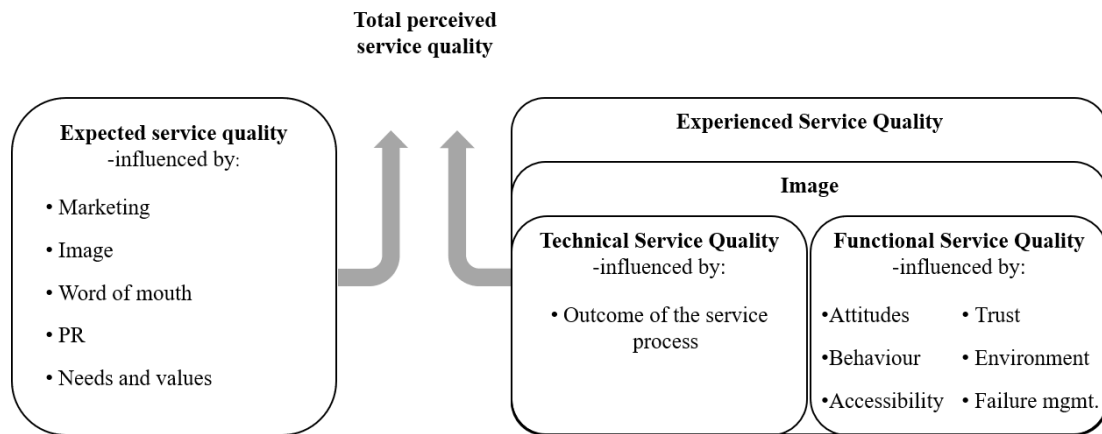 Total perceived
service quality
Expected service quality
-influenced by:
• Marketing
• Image
• Word of mouth
• PR
• Needs and values
Experienced Service Quality
Image
Technical Service Quality
-influenced by:
• Outcome of the service
process
Functional Service Quality
-influenced by:
•Attitudes
•Behaviour
•Accessibility
• Trust
• Environment
• Failure mgmt.